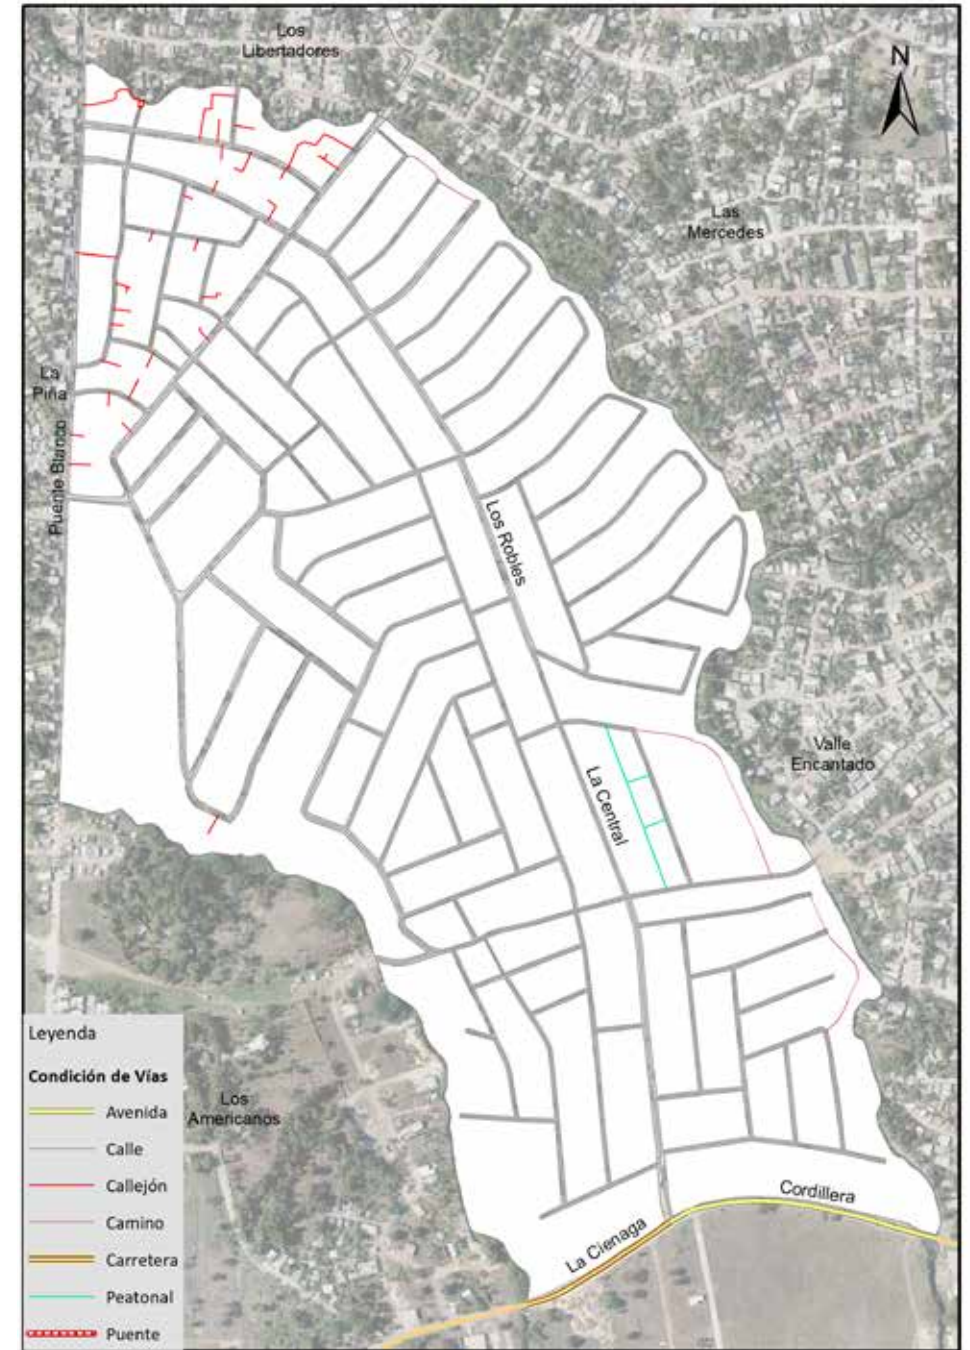 Los
Libertadores
N
Las
Mercedes
La
Piña
Puente Blanco
Los Robles
Valle
Encantado
La Central
Leyenda
Condición de Vías
Avenida
Calle
Callejón
Camino
Carretera
Peatonal
Puente
Los
Americanos
Cordillera
La Cienaga